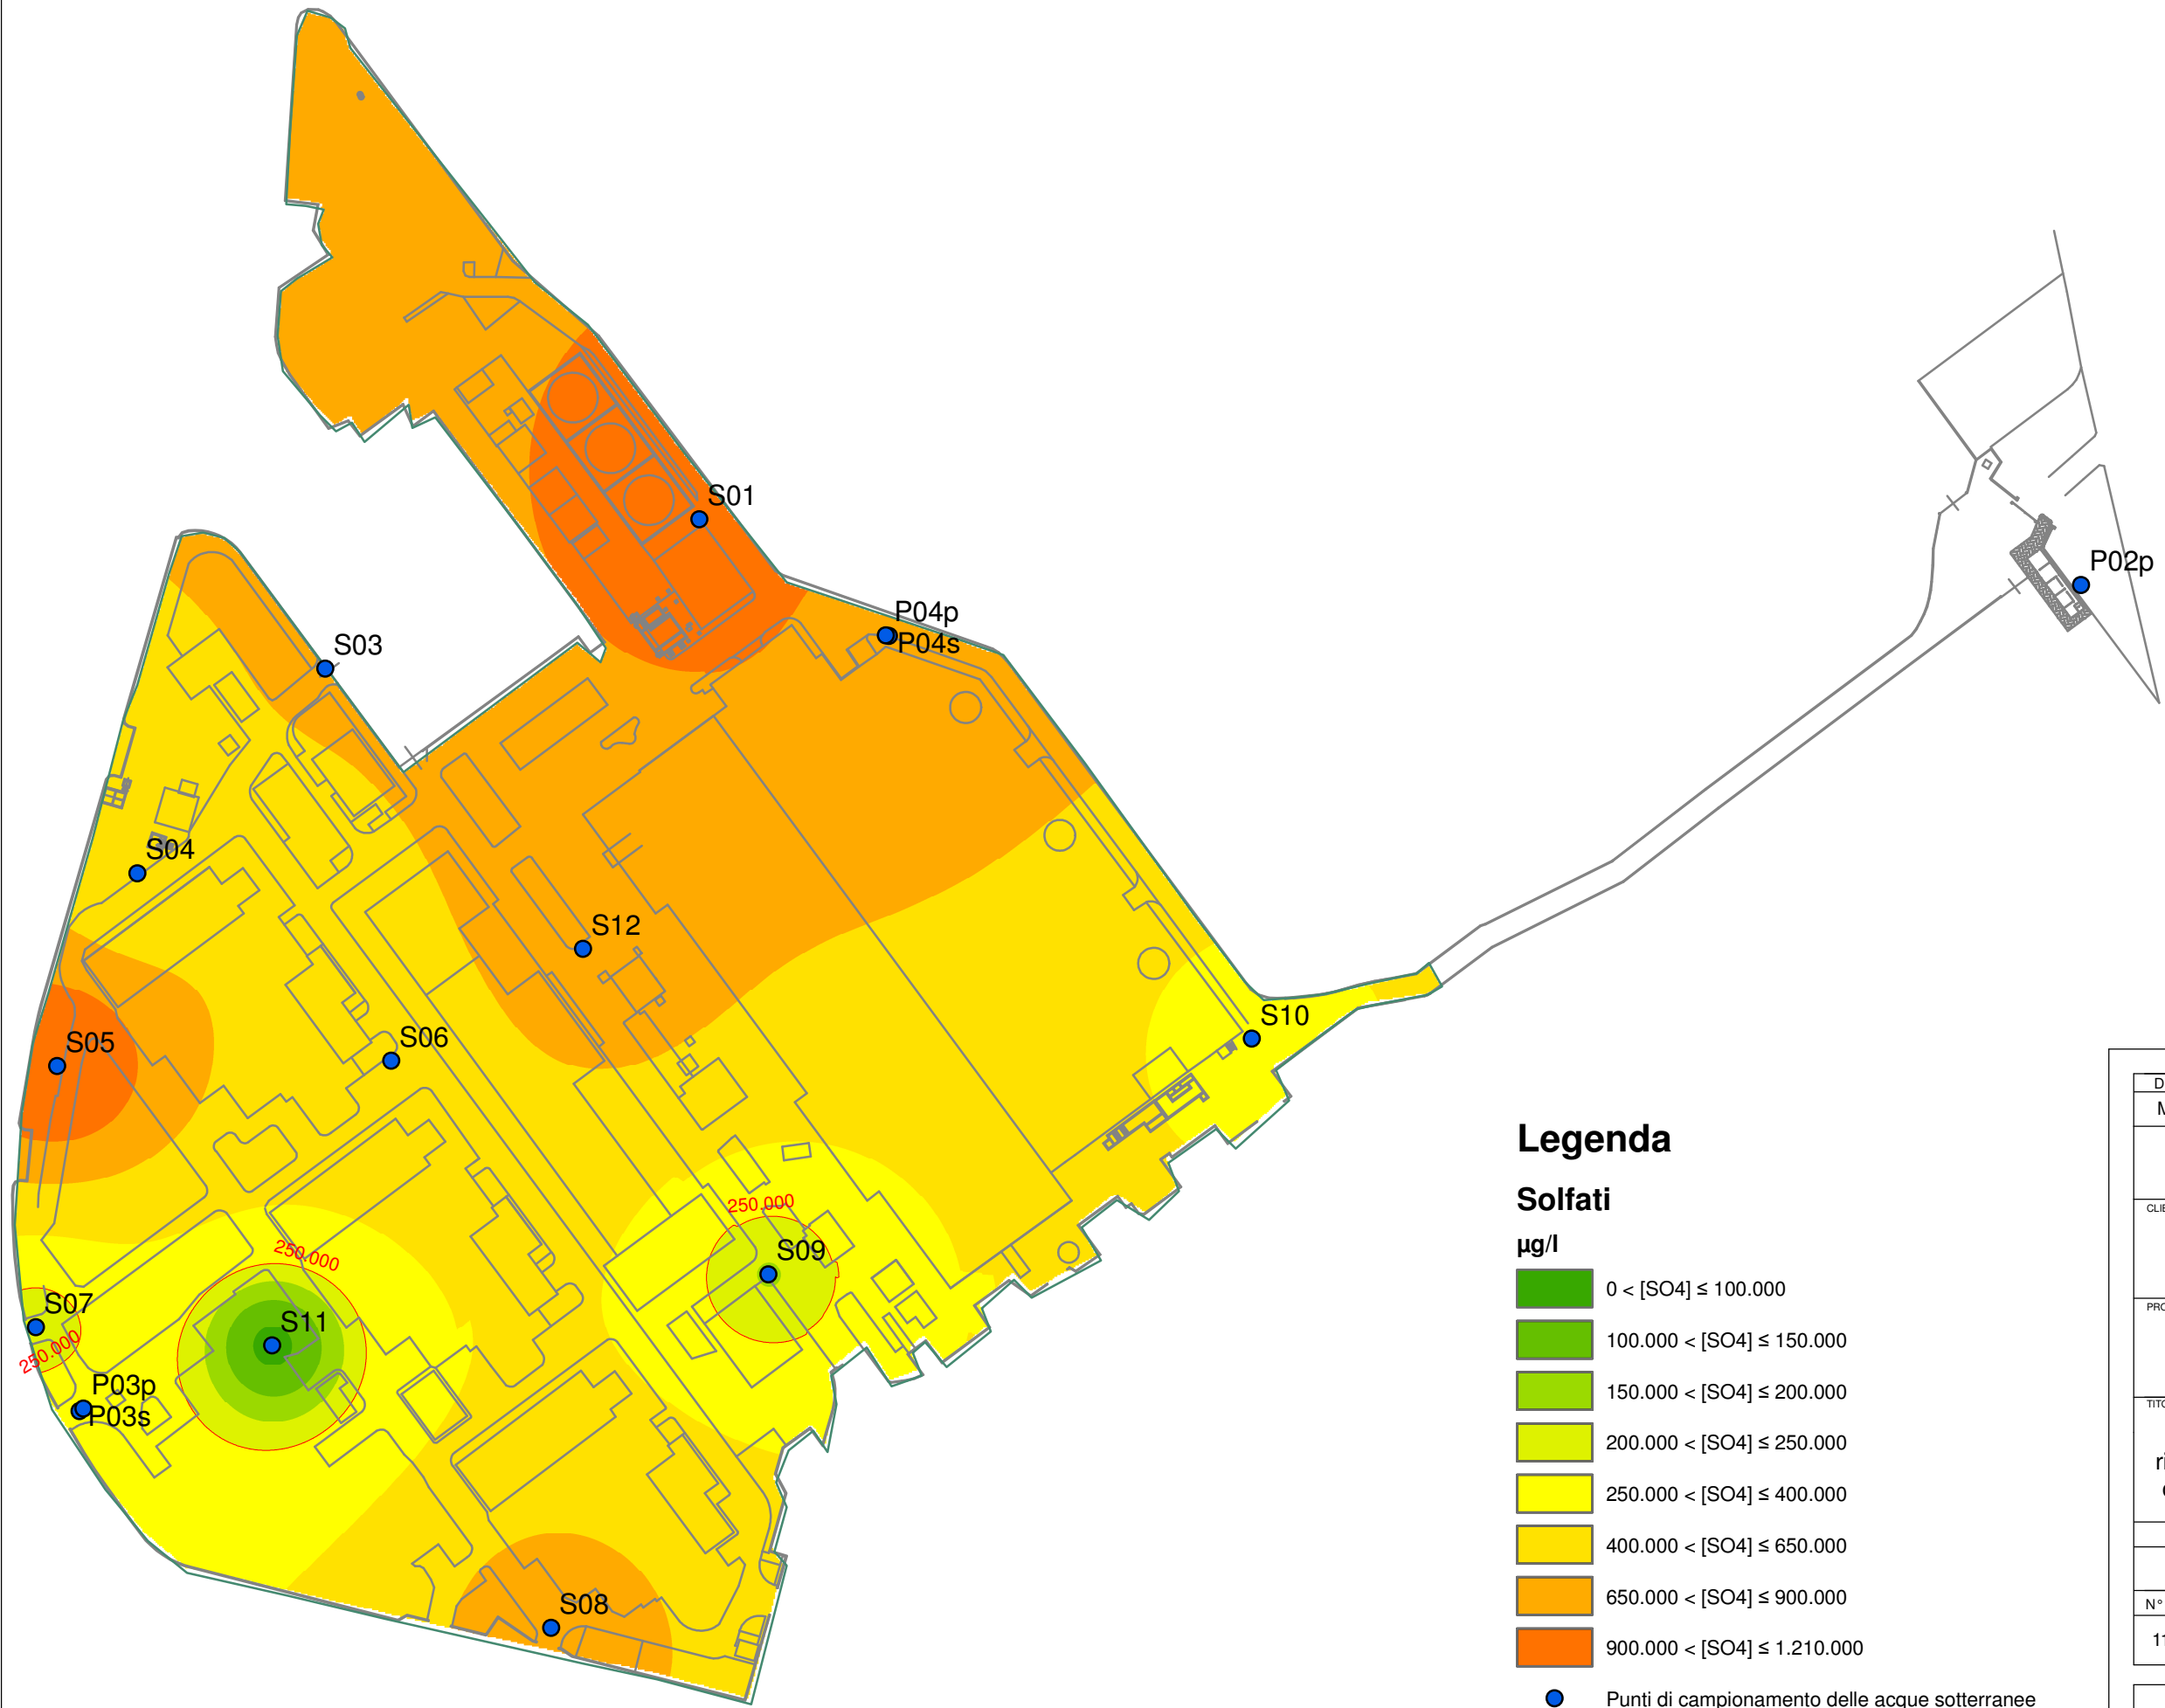 S01
P02p
P04p
P04s
S03
S04
S12
S10
S06
S05
250.000
S09
250.000
S07
S11
250.000
P03p
P03s
S08
Legenda
Solfati
µg/l
0 < [SO4] ≤ 100.000
100.000 < [SO4] ≤ 150.000
150.000 < [SO4] ≤ 200.000
200.000 < [SO4] ≤ 250.000
250.000 < [SO4] ≤ 400.000
400.000 < [SO4] ≤ 650.000
650.000 < [SO4] ≤ 900.000
900.000 < [SO4] ≤ 1.210.000
Punti di campionamento delle acque sotterranee
N°